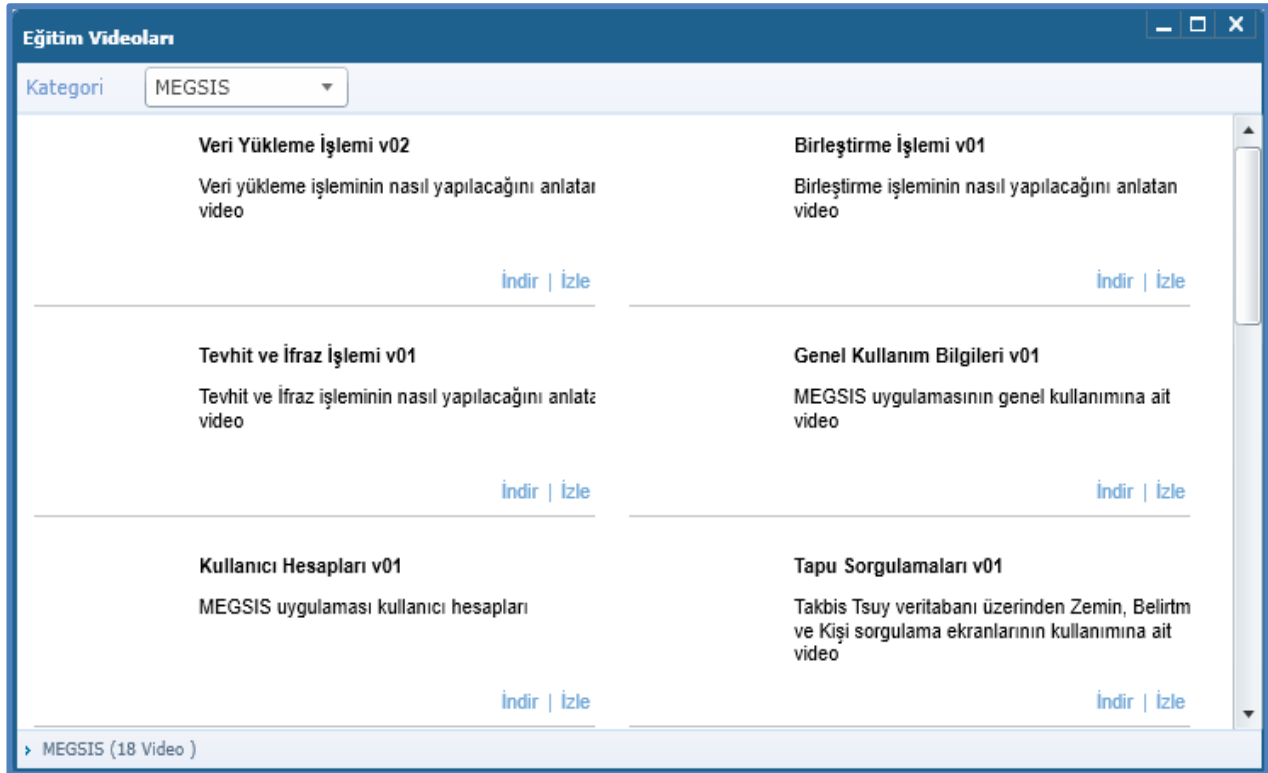 Eğitim Videoları
Kategori MEGSIS
Veri Yükleme İşlemi v02
Veri yükleme işleminin nasıl yapılacağını anlatan
video
İndir | İzle
Birleştirme İşlemi v01
Birleştirme işleminin nasıl yapılacağını anlatan
video
İndir | İzle
Tevhit ve İfraz İşlemi v01
Tevhit ve İfraz işleminin nasıl yapılacağını anlata
video
İndir | İzle
Genel Kullanım Bilgileri v01
MEGSIS uygulamasının genel kullanımına ait
video
İndir | İzle
Kullanıcı Hesapları v01
MEGSIS uygulaması kullanıcı hesapları
İndir | İzle
Tapu Sorgulamaları v01
Takbis Tsuy veritabanı üzerinden Zemin, Belirtm
ve Kişi sorgulama ekranlarının kullanımına ait
video
İndir | İzle
MEGSIS (18 Video )